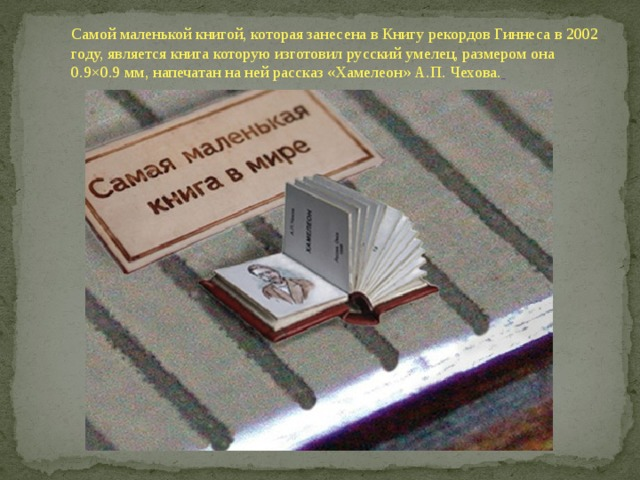 Самой маленькой книгой, которая занесена в Книгу рекордов Гиннеса в 2002
году, является книга которую изготовил русский умелец, размером она
0.9×0.9 мм, напечатан на ней рассказ «Хамелеон» А.П. Чехова.
Самая маленькая
книга в мире
ХАМЕЛЕОН